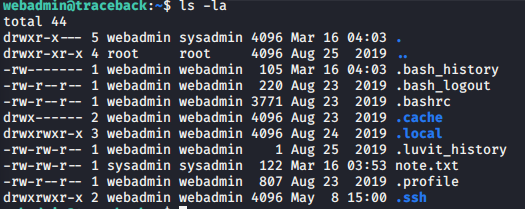 webadmin@traceback:~$ ls -la
total 44
drwxr-x--- 5 webadmin sysadmin 4096 Mar 16 04:03 .
drwxr-xr-x 4 root     root     4096 Aug 25  2019 ..
-rw------- 1 webadmin webadmin  105 Mar 16 04:03 .bash_history
-rw-r--r-- 1 webadmin webadmin  220 Aug 23  2019 .bash_logout
-rw-r--r-- 1 webadmin webadmin 3771 Aug 23  2019 .bashrc
drwx------ 2 webadmin webadmin 4096 Aug 23  2019 .cache
drwxrwxr-x 3 webadmin webadmin 4096 Aug 24  2019 .local
-rw-rw-r-- 1 webadmin webadmin    1 Aug 25  2019 .luvit_history
-rw-rw-r-- 1 sysadmin sysadmin  122 Mar 16 03:53 note.txt
-rw-r--r-- 1 webadmin webadmin  807 Aug 23  2019 .profile
drwxrwxr-x 2 webadmin webadmin 4096 May  8 15:00 .ssh